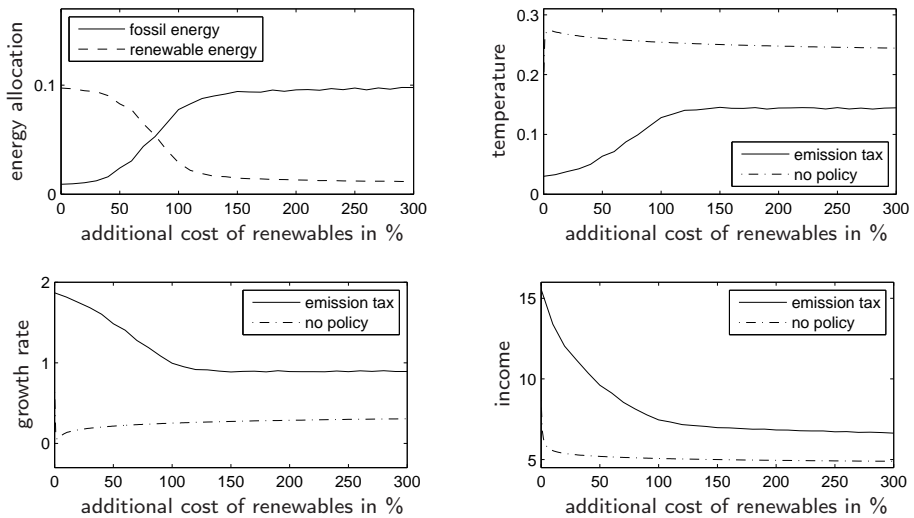 fossil energy
renewable energy
0.1
0
energy allocation
0 50 100 150 200 250 300
additional cost of renewables in %
0.3
0.2
0.1
0
temperature
emission tax
no policy
0 50 100 150 200 250 300
additional cost of renewables in %
2
1
0
growth rate
emission tax
no policy
0 50 100 150 200 250 300
additional cost of renewables in %
15
10
5
income
emission tax
no policy
0 50 100 150 200 250 300
additional cost of renewables in %